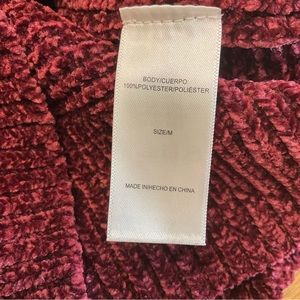 BODY/CUERPO:
100%POLYESTER/POLIÉSTER
SIZE/M
MADE IN/HECHO EN CHINA